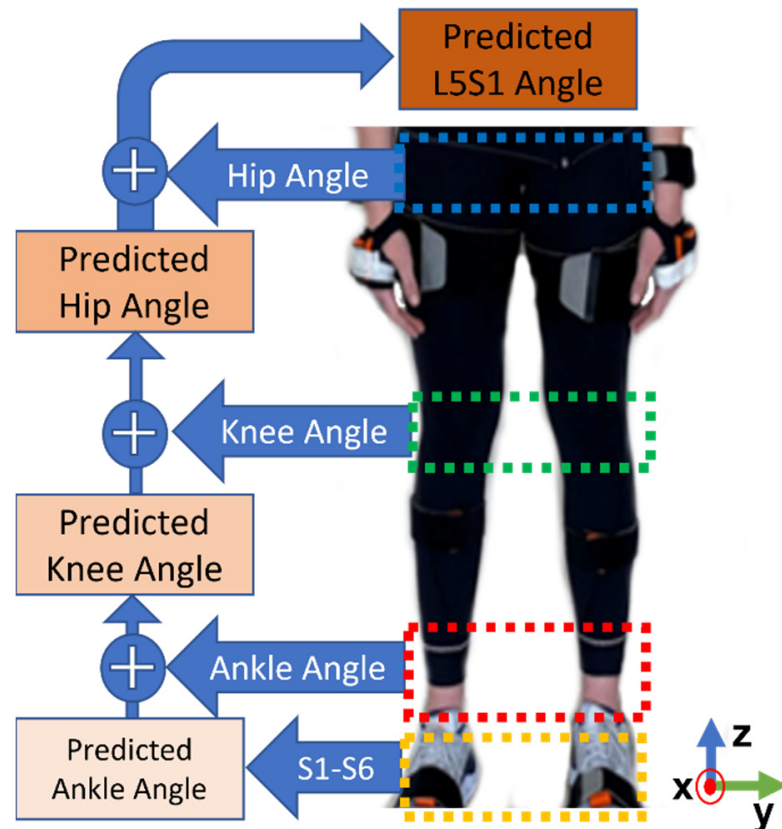 Predicted
L5S1 Angle
Hip Angle
Predicted
Hip Angle
Knee Angle
Predicted
Knee Angle
Ankle Angle
Predicted
Ankle Angle
S1-S6
z
x
y